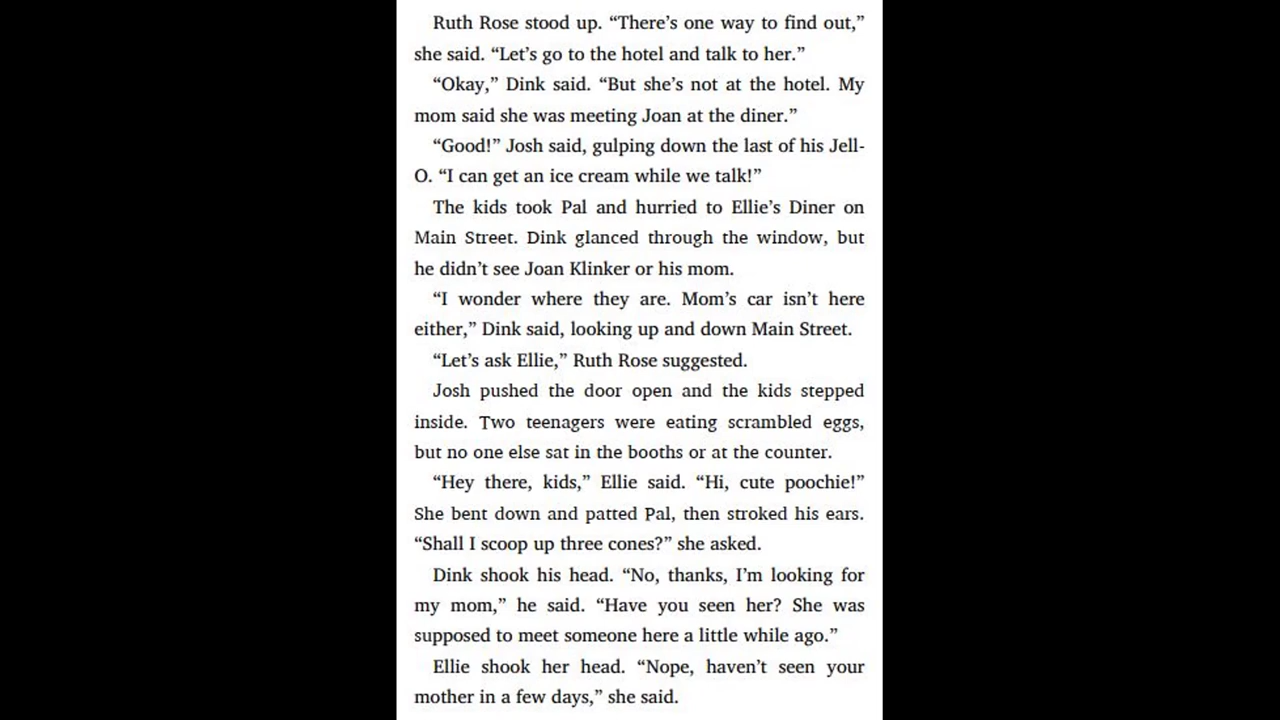 Ruth Rose stood up. “There’s one way to find out,”
she said. “Let’s go to the hotel and talk to her.”
“Okay,” Dink said. “But she’s not at the hotel. My
mom said she was meeting Joan at the diner.”
“Good!” Josh said, gulping down the last of his Jell-
O. “I can get an ice cream while we talk!”
The kids took Pal and hurried to Ellie’s Diner on
Main Street. Dink glanced through the window, but
he didn’t see Joan Klinker or his mom.
“I wonder where they are. Mom’s car isn’t here
either,” Dink said, looking up and down Main Street.
“Let’s ask Ellie,” Ruth Rose suggested.
Josh pushed the door open and the kids stepped
inside. Two teenagers were eating scrambled eggs,
but no one else sat in the booths or at the counter.
“Hey there, kids,” Ellie said. “Hi, cute poochie!”
She bent down and patted Pal, then stroked his ears.
“Shall I scoop up three cones?” she asked.
Dink shook his head. “No, thanks, I’m looking for
my mom,” he said. “Have you seen her? She was
supposed to meet someone here a little while ago.”
Ellie shook her head. “Nope, haven’t seen your
mother in a few days,” she said.